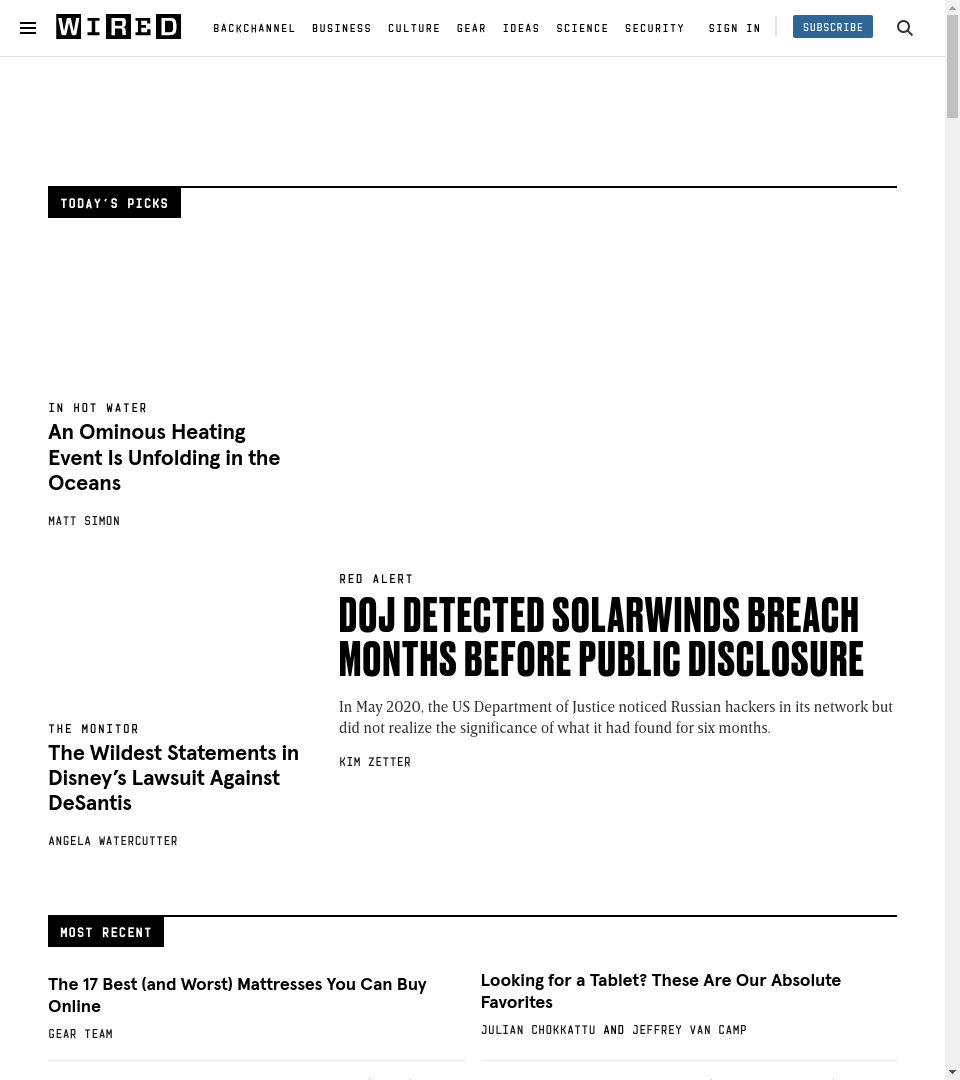 WIRED
BACKCHANNEL BUSINESS CULTURE GEAR IDEAS SCIENCE SECURITY SIGN IN SUBSCRIBE
TODAY'S PICKS
IN HOT WATER
An Ominous Heating
Event Is Unfolding in the
Oceans
MATT SIMON
THE MONITOR
The Wildest Statements in
Disney’s Lawsuit Against
DeSantis
ANGELA WATERCUTTER
RED ALERT
DOJ DETECTED SOLARWINDS BREACH
MONTHS BEFORE PUBLIC DISCLOSURE
In May 2020, the US Department of Justice noticed Russian hackers in its network but
did not realize the significance of what it had found for six months.
KIM ZETTER
MOST RECENT
The 17 Best (and Worst) Mattresses You Can Buy
Online
GEAR TEAM
Looking for a Tablet? These Are Our Absolute
Favorites
JULIAN CHOKKATTU AND JEFFREY VAN CAMP